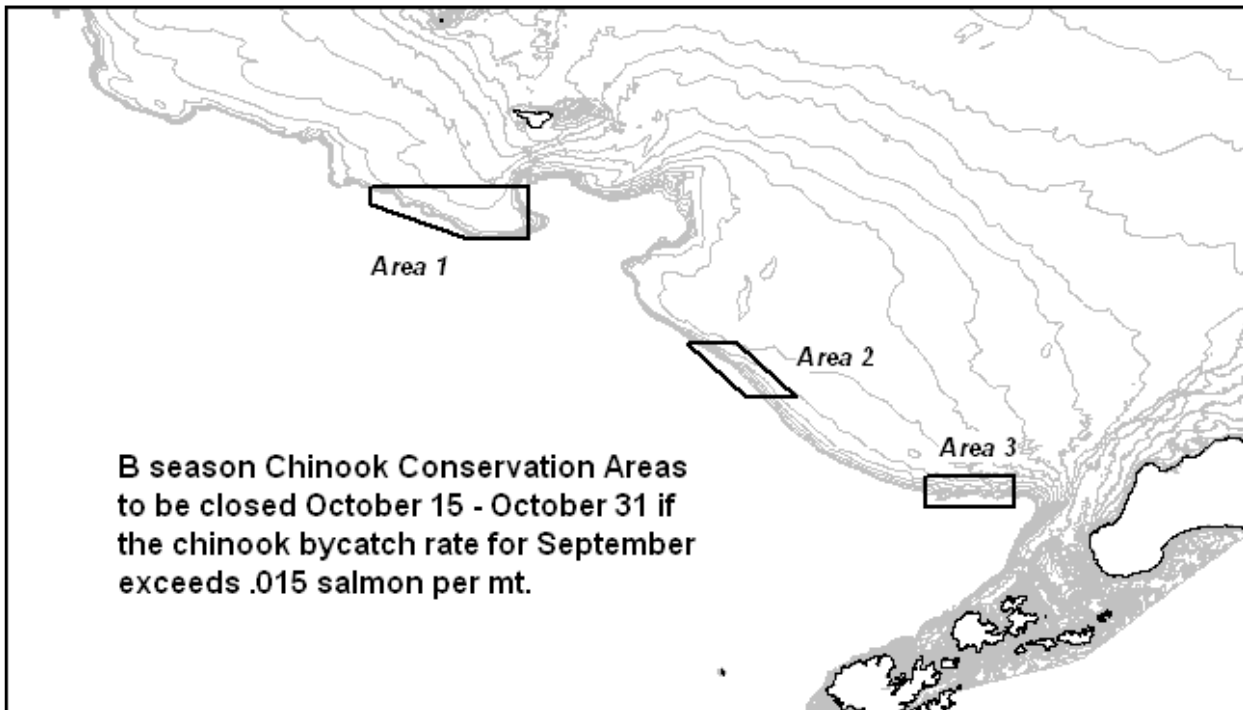 Area 1
Area 2
Area 3
B season Chinook Conservation Areas
to be closed October 15 - October 31 if
the chinook bycatch rate for September
exceeds .015 salmon per mt.